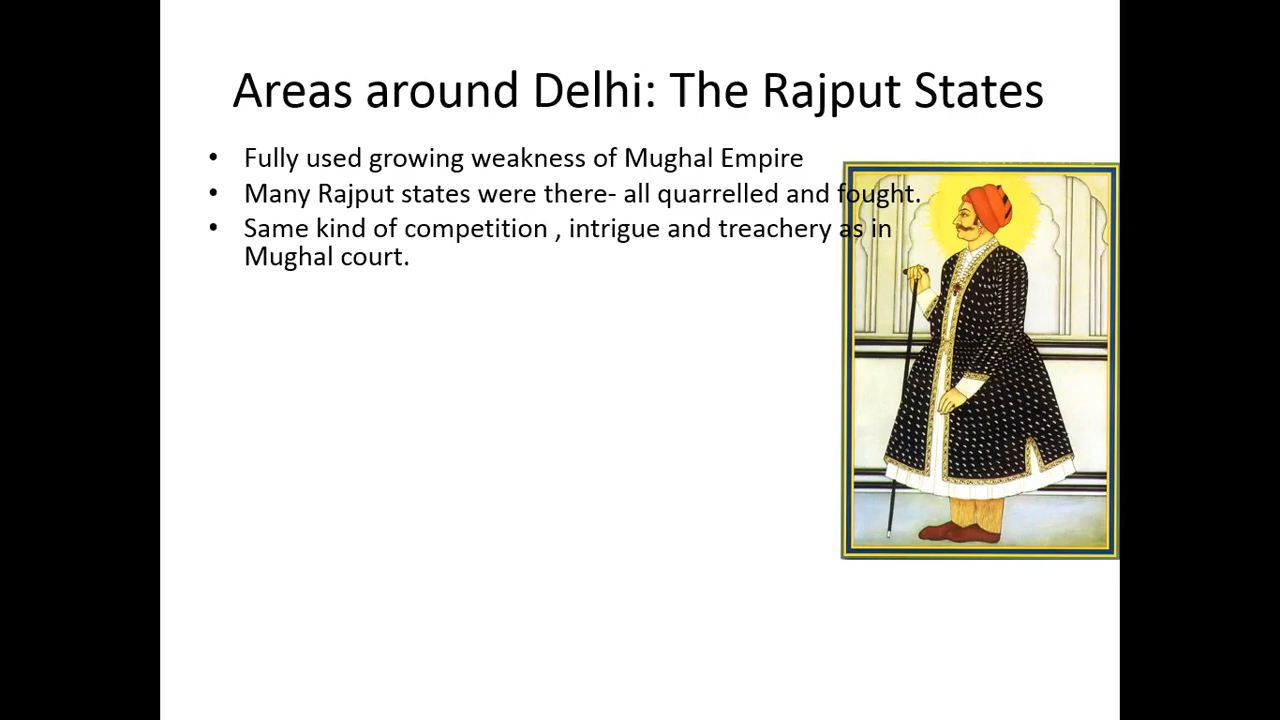 Areas around Delhi: The Rajput States
• Fully used growing weakness of Mughal Empire
• Many Rajput states were there- all quarrelled and fought.
• Same kind of competition , intrigue and treachery as in
Mughal court.